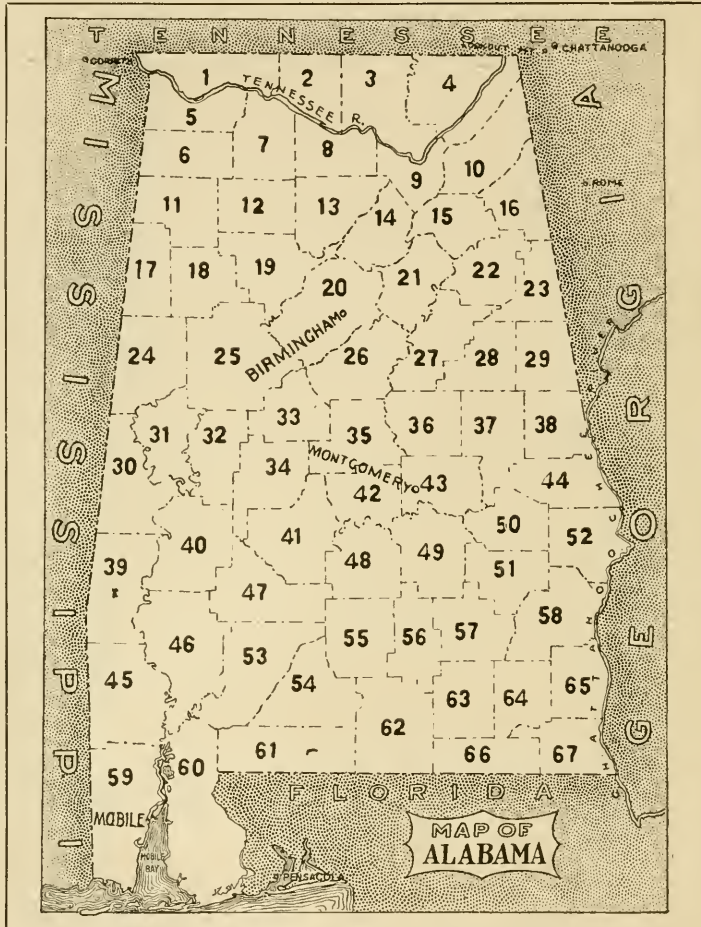 TENNESSEE
CHATTANOOGA
1 2 3 4
TENNESSEE R.
MISSISSIPPI
5
6 7 8 9 10
ROME
11 12 13 14 15 16
17 18 19 20 21 22 23
GEORGIA
BIRMINGHAM
24 25 26 27 28 29
30 31 32 33 35 36 37 38
34
MONTGOMERY
42 43 44
39 40 41 48 49 50 52
51
47
45 46 53 55 56 57 58
54
62 63 64 65
59 60 61 66 67
FLORIDA
MOBILE
MOBILE BAY
PENSACOLA
MAP OF
ALABAMA